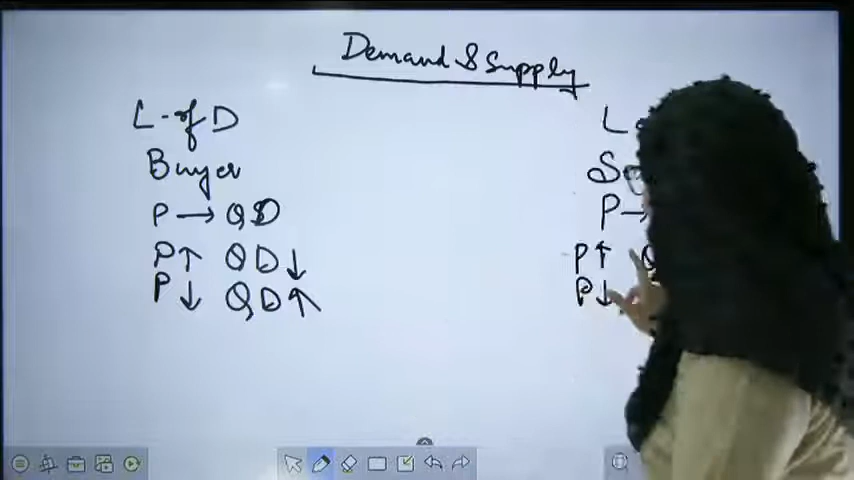 Demand & Supply
L-of D
Buyer
P → QD
P↑ QD↓
P↓ QD↑
L
S
P→
P↑ Q
P↓